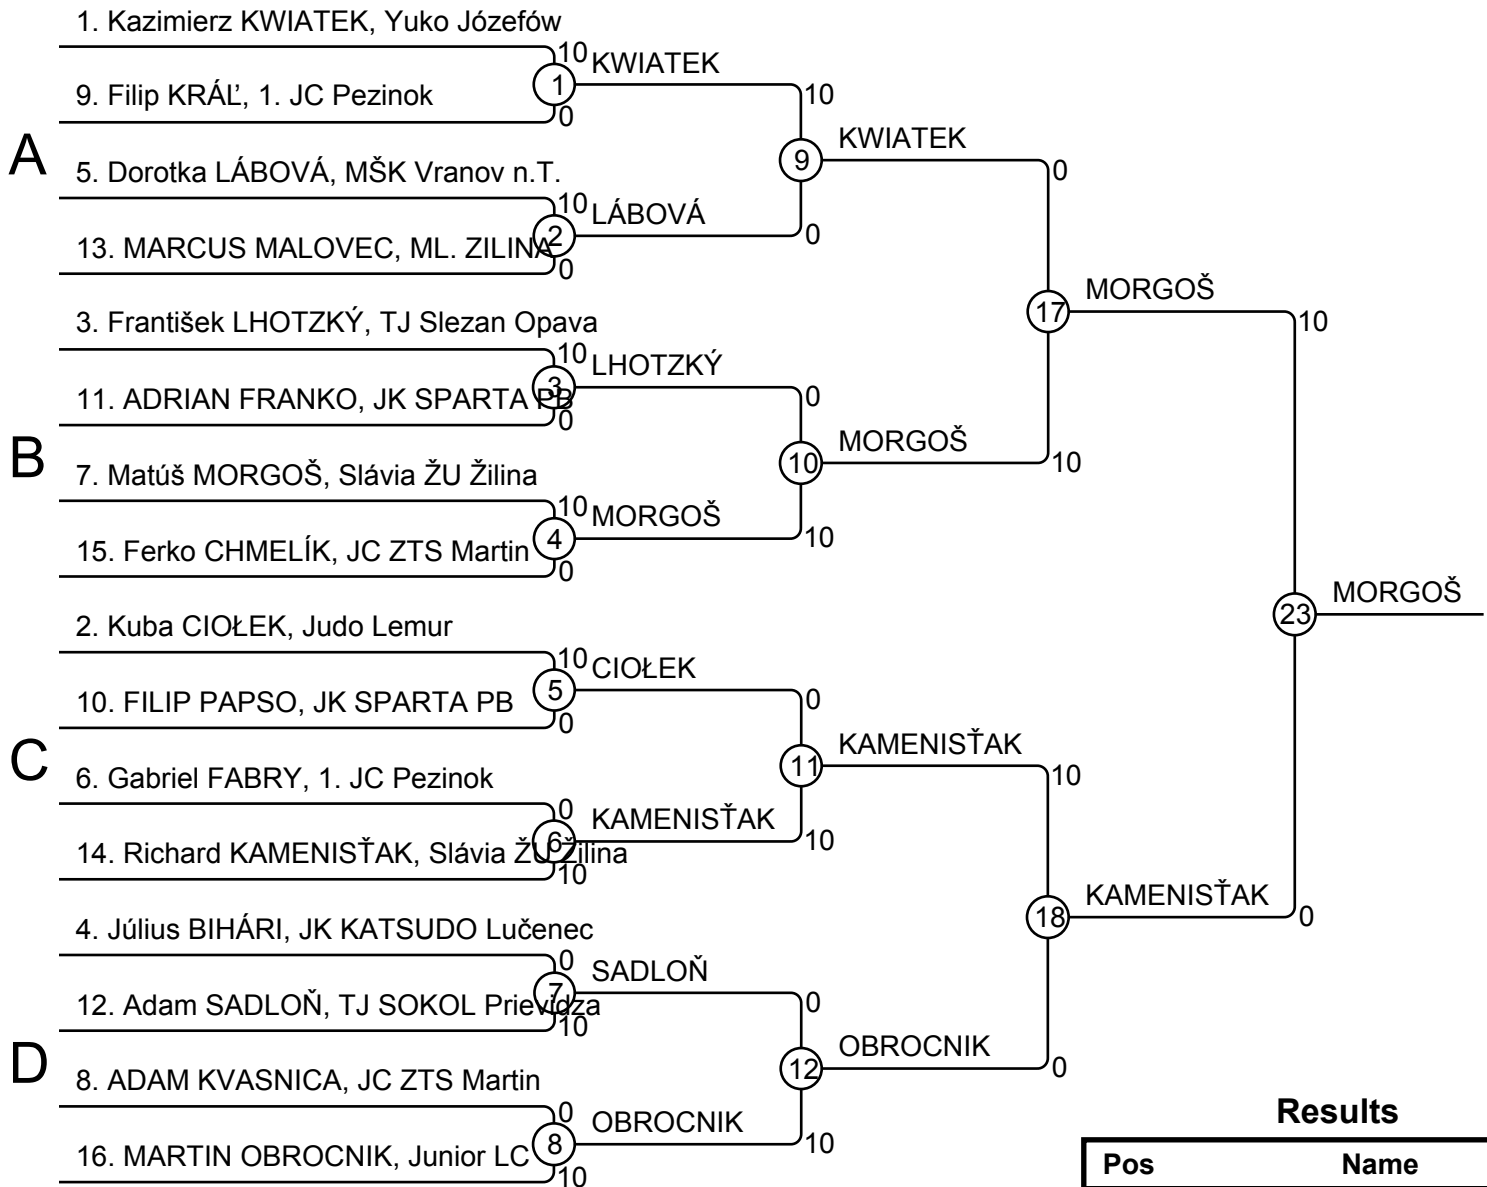 1. Kazimierz KWIATEK, Yuko Józefów
10
KWIATEK
1
10
9. Filip KRÁĽ, 1. JC Pezinok
0
A
KWIATEK
9
0
5. Dorotka LÁBOVÁ, MŠK Vranov n.T.
10
LÁBOVÁ
2
0
13. MARCUS MALOVEC, ML. ZILINA
0
MORGOŠ
17
10
3. František LHOTZKÝ, TJ Slezan Opava
10
LHOTZKÝ
3
0
11. ADRIAN FRANKO, JK SPARTA PB
0
B
MORGOŠ
10
10
7. Matúš MORGOŠ, Slávia ŽU Žilina
10
MORGOŠ
4
10
15. Ferko CHMELÍK, JC ZTS Martin
0
MORGOŠ
23
2. Kuba CIOŁEK, Judo Lemur
10
CIOŁEK
5
0
10. FILIP PAPSO, JK SPARTA PB
0
C
KAMENISŤAK
11
10
6. Gabriel FABRY, 1. JC Pezinok
0
KAMENISŤAK
6
10
14. Richard KAMENISŤAK, Slávia ŽU Žilina
10
KAMENISŤAK
18
0
4. Július BIHÁRI, JK KATSUDO Lučenec
0
SADLOŇ
7
0
12. Adam SADLOŇ, TJ SOKOL Prievidza
10
D
OBROCNIK
12
0
8. ADAM KVASNICA, JC ZTS Martin
0
OBROCNIK
8
10
16. MARTIN OBROCNIK, Junior LC
10
Results
Pos Name